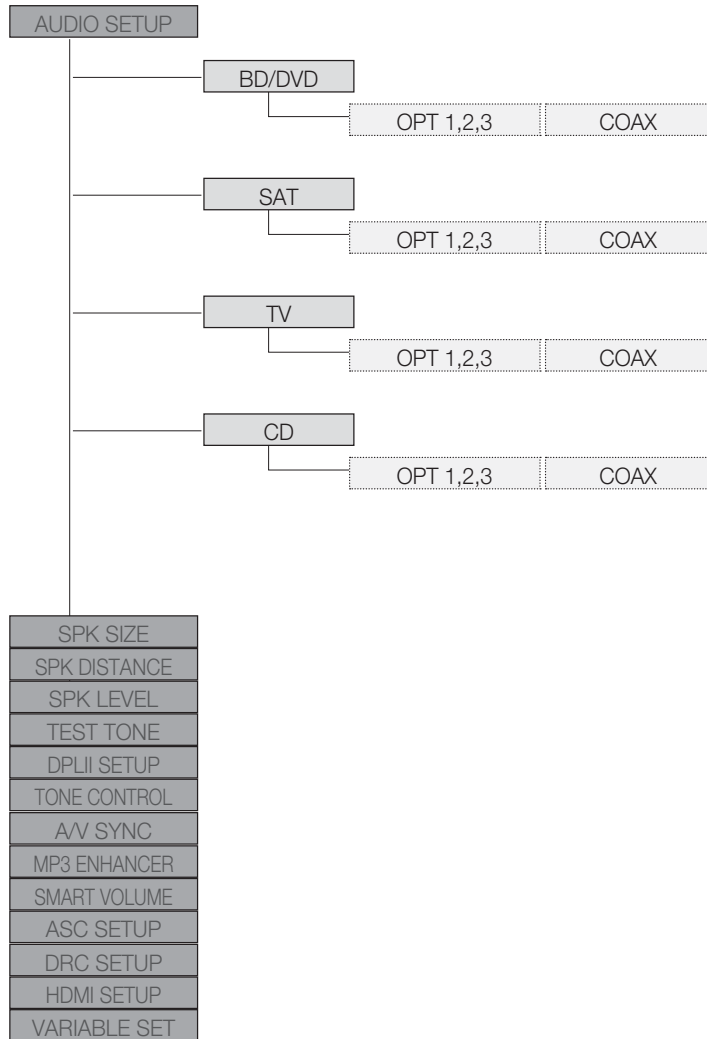 AUDIO SETUP
BD/DVD
OPT 1,2,3 COAX
SAT
OPT 1,2,3 COAX
TV
OPT 1,2,3 COAX
CD
OPT 1,2,3 COAX
SPK SIZE
SPK DISTANCE
SPK LEVEL
TEST TONE
DPLII SETUP
TONE CONTROL
A/V SYNC
MP3 ENHANCER
SMART VOLUME
ASC SETUP
DRC SETUP
HDMI SETUP
VARIABLE SET